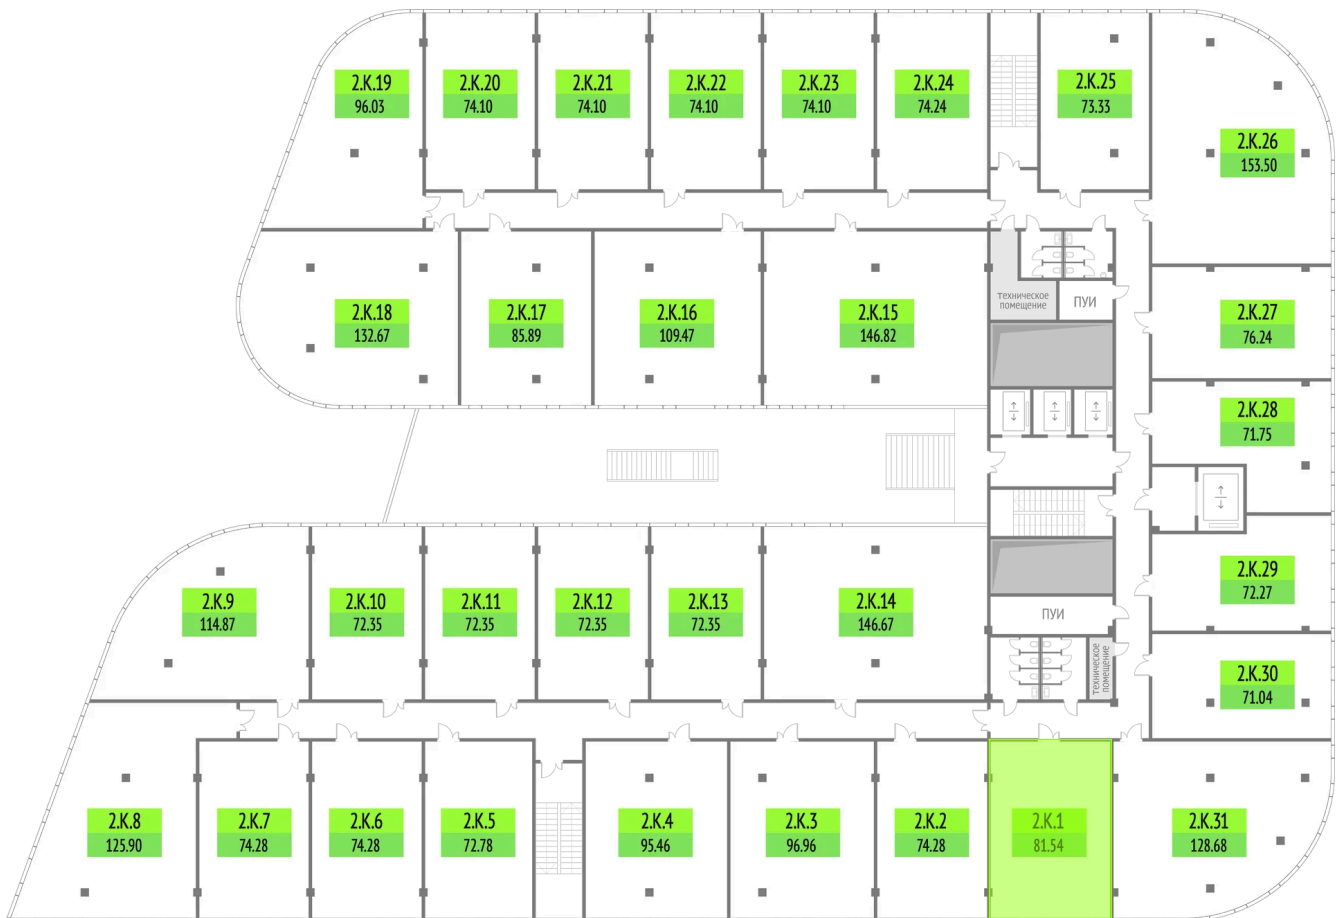 2.K.19
96.03
2.K.20
74.10
2.K.21
74.10
2.K.22
74.10
2.K.23
74.10
2.K.24
74.24
2.K.25
73.33
2.K.26
153.50
2.K.18
132.67
2.K.17
85.89
2.K.16
109.47
2.K.15
146.82
техническое
помещение
ПУИ
2.K.27
76.24
2.K.28
71.75
2.K.9
114.87
2.K.10
72.35
2.K.11
72.35
2.K.12
72.35
2.K.13
72.35
2.K.14
146.67
ПУИ
техническое
помещение
2.K.29
72.27
2.K.30
71.04
2.K.8
125.90
2.K.7
74.28
2.K.6
74.28
2.K.5
72.78
2.K.4
95.46
2.K.3
96.96
2.K.2
74.28
2.K.1
81.54
2.K.31
128.68